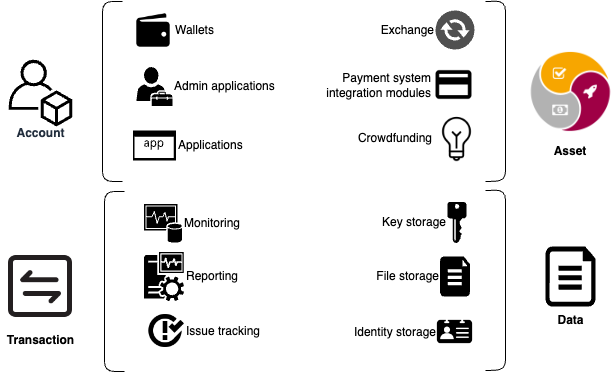 Wallets
Exchange
Admin applications
Payment system
integration modules
Account
app
Applications
Crowdfunding
Asset
Monitoring
Key storage
Reporting
File storage
Transaction
Issue tracking
Identity storage
Data